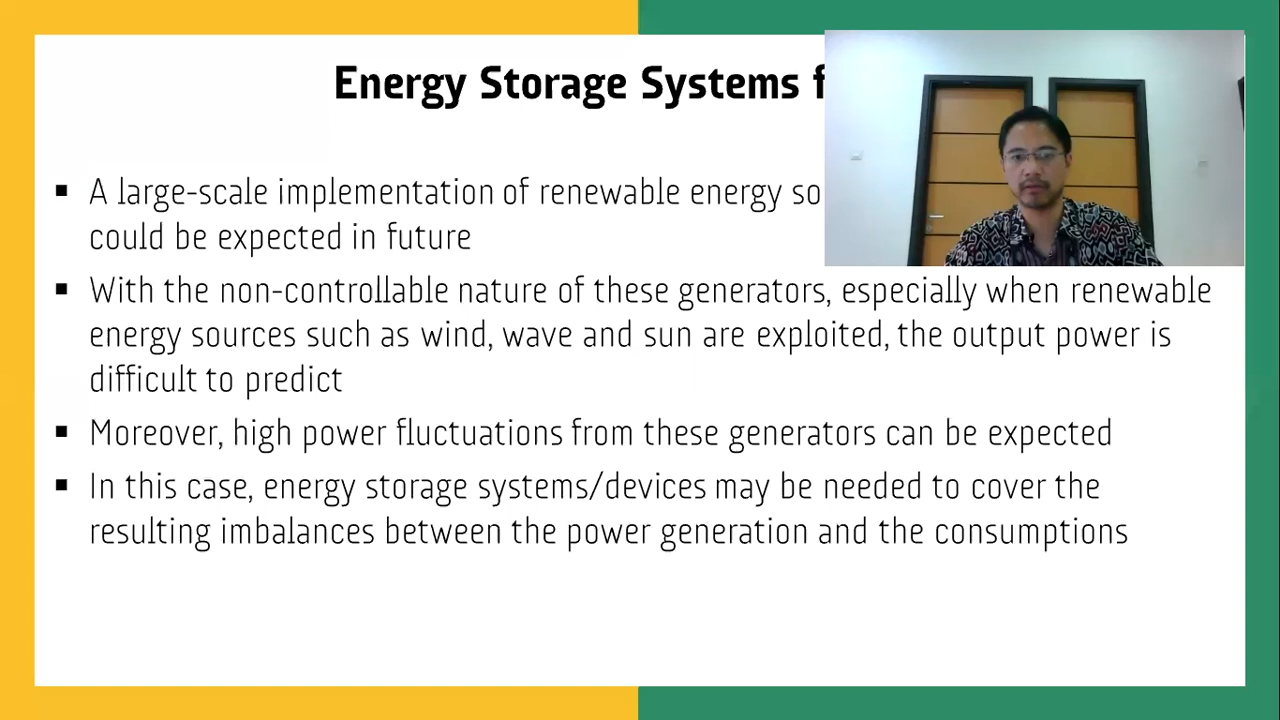 Energy Storage Systems
▪ A large-scale implementation of renewable energy
could be expected in future
▪ With the non-controllable nature of these generators, especially when renewable
energy sources such as wind, wave and sun are exploited, the output power is
difficult to predict
▪ Moreover, high power fluctuations from these generators can be expected
▪ In this case, energy storage systems/devices may be needed to cover the
resulting imbalances between the power generation and the consumptions